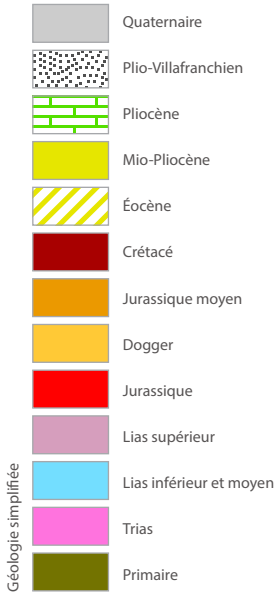 Quaternaire
Plio-Villafranchien
Pliocène
Mio-Pliocène
Éocène
Crétacé
Jurassique moyen
Dogger
Jurassique
Lias supérieur
Lias inférieur et moyen
Trias
Primaire
Géologie simplifiée